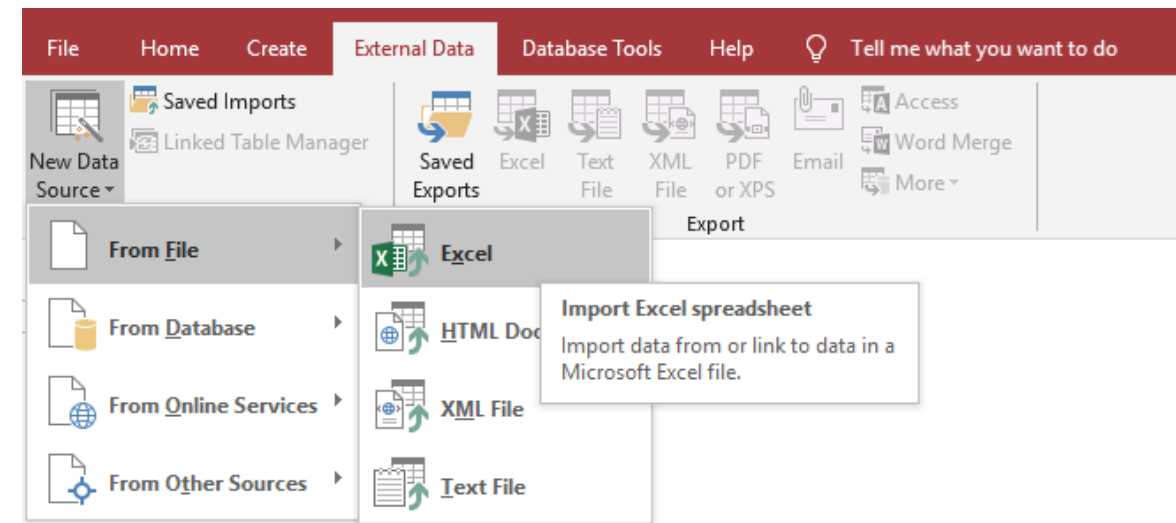 File Home Create External Data Database Tools Help Tell me what you want to do
Saved Imports
Linked Table Manager
New Data
Source
Saved
Exports
Excel
Text
File
XML
File
PDF
or XPS
Email
Access
Word Merge
More
Export
From File
From Database
From Online Services
From Other Sources
Excel
HTML Doc
XML File
Text File
Import Excel spreadsheet
Import data from or link to data in a
Microsoft Excel file.